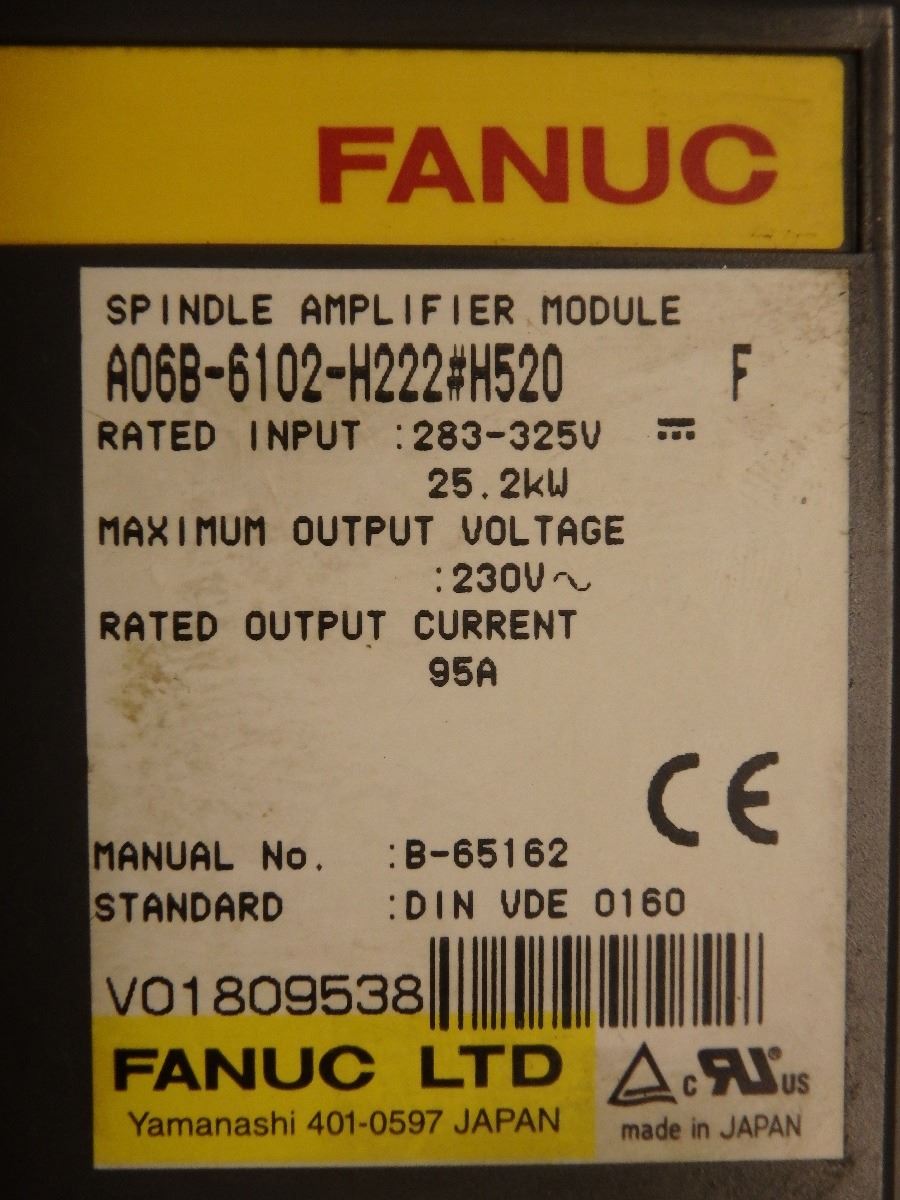 FANUC
SPINDLE AMPLIFIER MODULE
A06B-6102-H222#H520 F
RATED INPUT :283-325V ⎓
25.2kW
MAXIMUM OUTPUT VOLTAGE
:230V~
RATED OUTPUT CURRENT
95A
CE
MANUAL No. :B-65162
STANDARD :DIN VDE 0160
V01809538
FANUC LTD
Yamanashi 401-0597 JAPAN
c RU® US
made in JAPAN